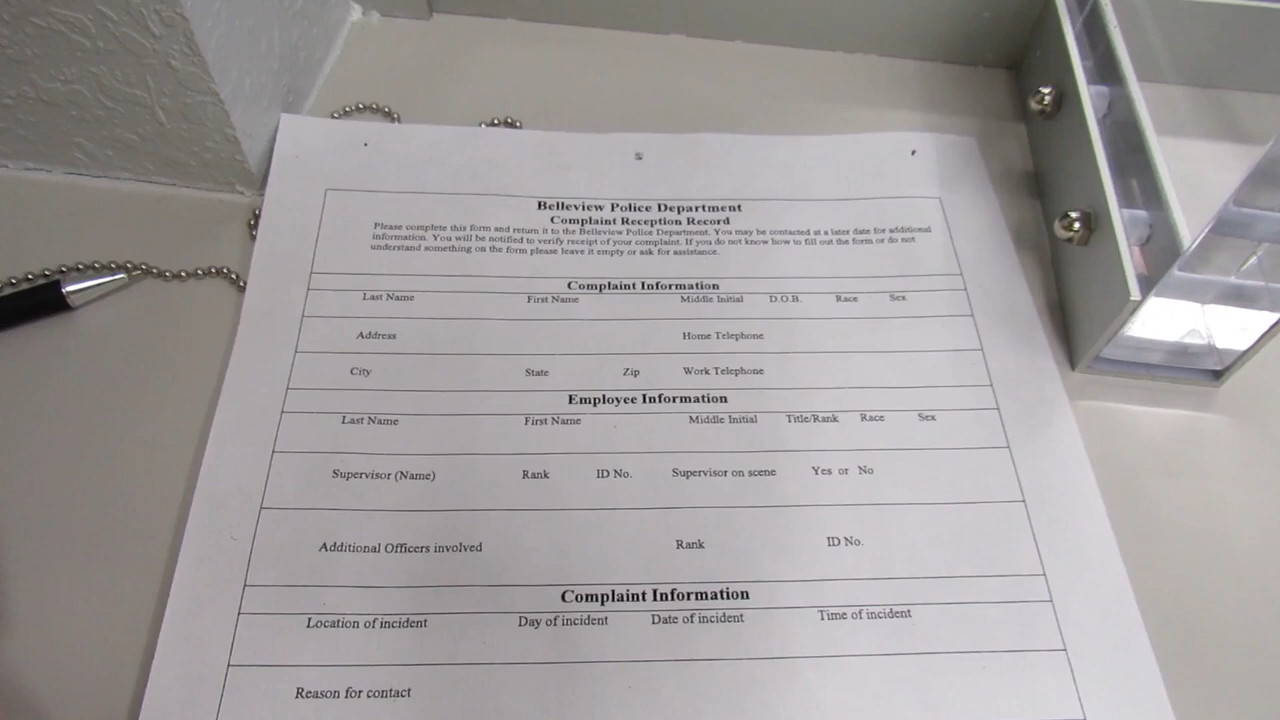 Belleview Police Department
Complaint Reception Record
Please complete this form and return it to the Belleview Police Department. You may be contacted at a later date for additional
information. You will be notified to verify receipt of your complaint. If you do not know how to fill out the form or do not
understand something on the form please leave it empty or ask for assistance.
Complaint Information
Last Name First Name Middle Initial D.O.B. Race Sex
Address Home Telephone
City State Zip Work Telephone
Employee Information
Last Name First Name Middle Initial Title/Rank Race Sex
Supervisor (Name) Rank ID No. Supervisor on scene Yes or No
Additional Officers involved Rank ID No.
Complaint Information
Location of incident Day of incident Date of incident Time of incident
Reason for contact